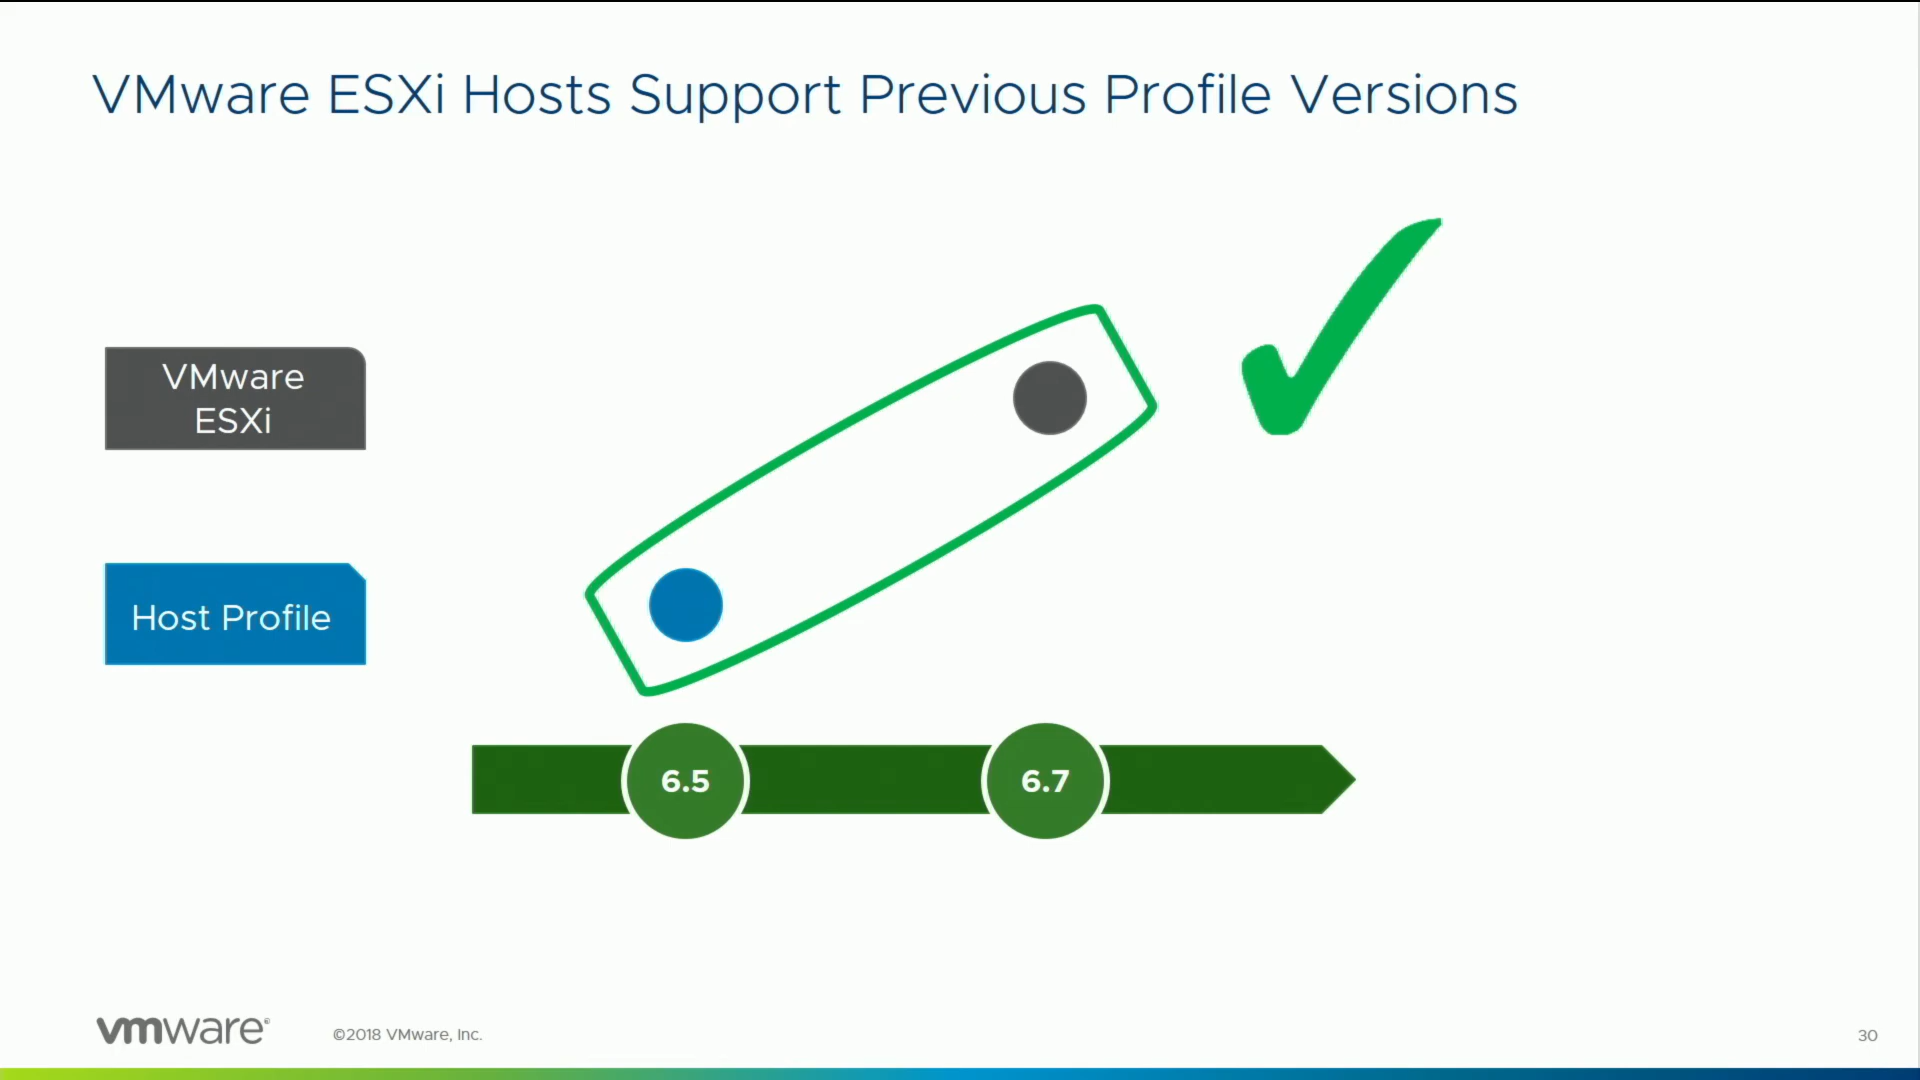 VMware ESXi Hosts Support Previous Profile Versions
VMware
ESXi
Host Profile
6.5
6.7
vmware®
©2018 VMware, Inc.
30